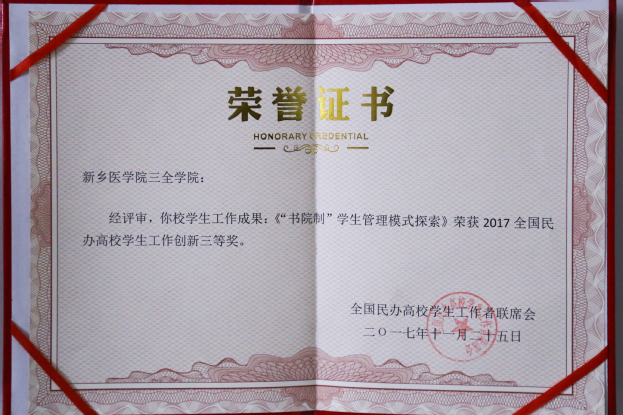 荣誉证书
HONORARY CREDENTIAL
新乡医学院三全学院：
经评审，你校学生工作成果：《“书院制”学生管理模式探索》荣获 2017 全国民
办高校学生工作创新三等奖。
全国民办高校学生工作者联席会
二〇一七年十一月二十五日